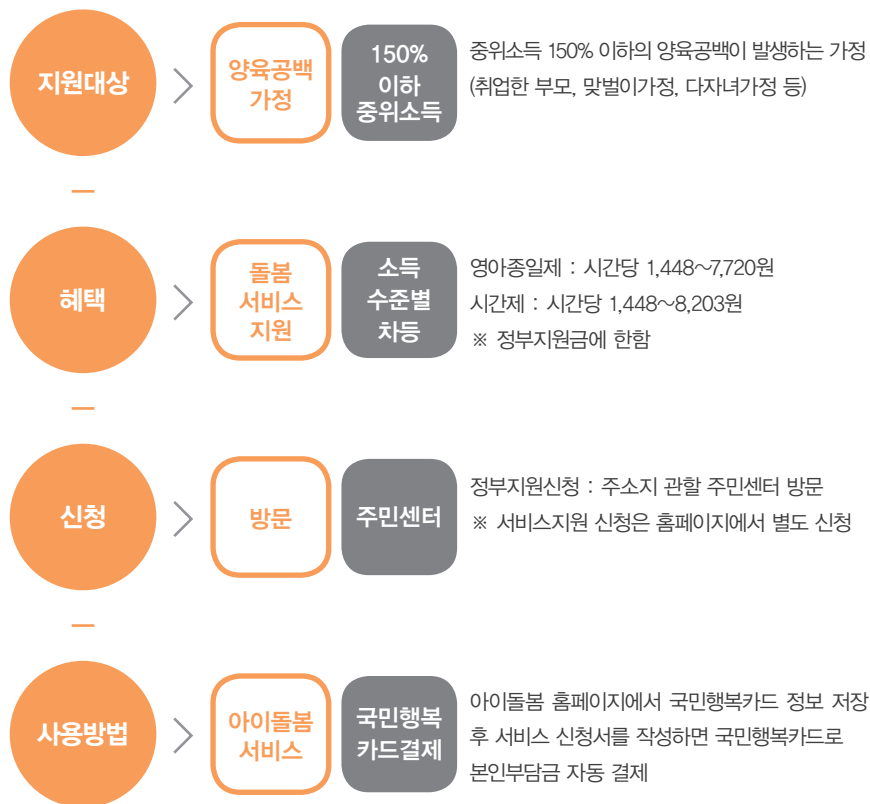 지원대상
양육공백
가정
150%
이하
중위소득
중위소득 150% 이하의 양육공백이 발생하는 가정
(취업한 부모, 맞벌이가정, 다자녀가정 등)
혜택
돌봄
서비스
지원
소득
수준별
차등
영아종일제 : 시간당 1,448~7,720원
시간제 : 시간당 1,448~8,203원
※ 정부지원금에 한함
신청
방문
주민센터
정부지원신청 : 주소지 관할 주민센터 방문
※ 서비스지원 신청은 홈페이지에서 별도 신청
사용방법
아이돌봄
서비스
국민행복
카드결제
아이돌봄 홈페이지에서 국민행복카드 정보 저장
후 서비스 신청서를 작성하면 국민행복카드로
본인부담금 자동 결제